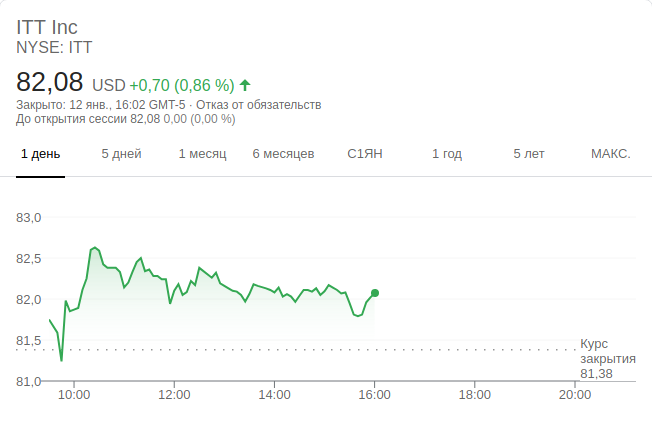 ITT Inc
NYSE: ITT
82,08 USD +0,70 (0,86 %)
Закрыто: 12 янв., 16:02 GMT-5 · Отказ от обязательств
До открытия сессии 82,08 0,00 (0,00 %)
1 день 5 дней 1 месяц 6 месяцев С1ЯН 1 год 5 лет МАКС.
83,0
82,5
82,0
81,5
Курс
закрытия
81,38
81,0
10:00 12:00 14:00 16:00 18:00 20:00